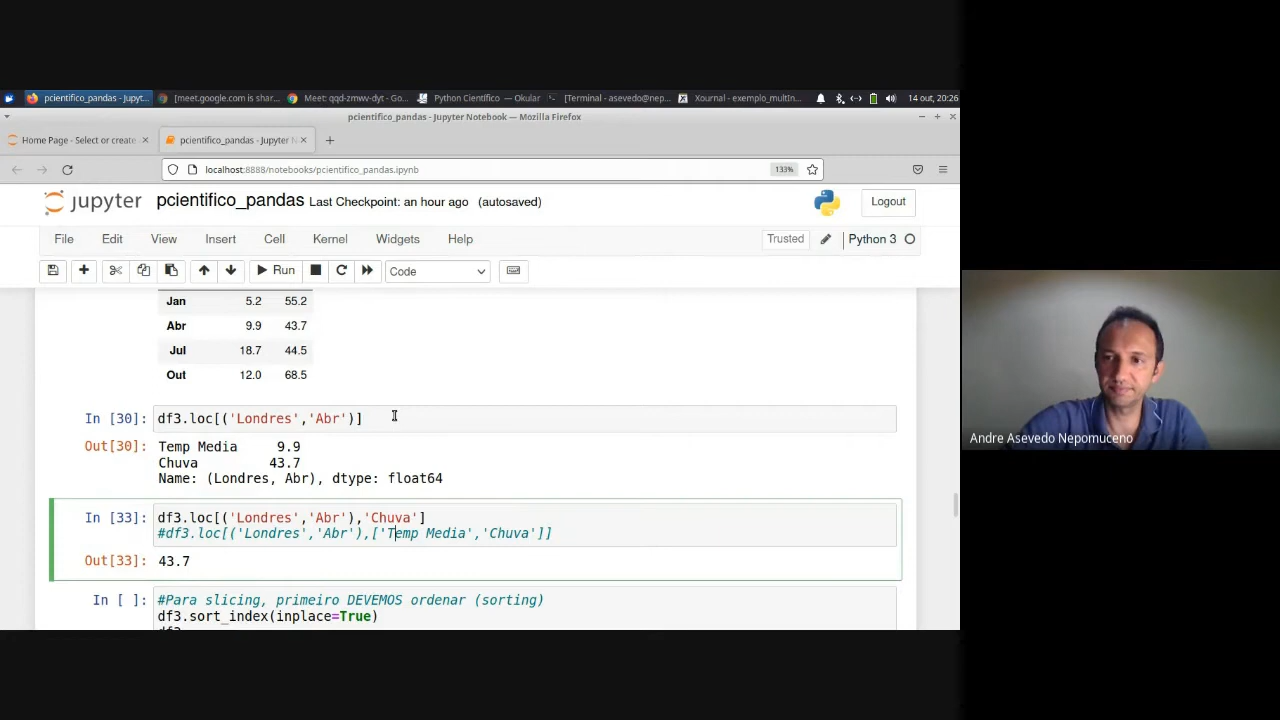 pcientifico_pandas - Jupyt...
[meet.google.com is shar...
Meet: qqd-zmwv-dyt - Go...
Python Científico — Okular
[Terminal - asevedo@nep...
Xournal - exemplo_multIn...
14 out, 20:26
pcientifico_pandas - Jupyter Notebook — Mozilla Firefox
Home Page - Select or create
pcientifico_pandas - Jupyter N
localhost:8888/notebooks/pcientifico_pandas.ipynb
133%
jupyter pcientifico_pandas Last Checkpoint: an hour ago (autosaved)
Logout
File Edit View Insert Cell Kernel Widgets Help
Trusted
Python 3
Run
Code
Jan 5.2 55.2
Abr 9.9 43.7
Jul 18.7 44.5
Out 12.0 68.5
In [30]: df3.loc[('Londres','Abr')]
Out[30]: Temp Media 9.9
Chuva 43.7
Name: (Londres, Abr), dtype: float64
In [33]: df3.loc[('Londres','Abr'),'Chuva']
#df3.loc[('Londres','Abr'),['Temp Media','Chuva']]
Out[33]: 43.7
In [ ]: #Para slicing, primeiro DEVEMOS ordenar (sorting)
df3.sort_index(inplace=True)
Andre Asevedo Nepomuceno